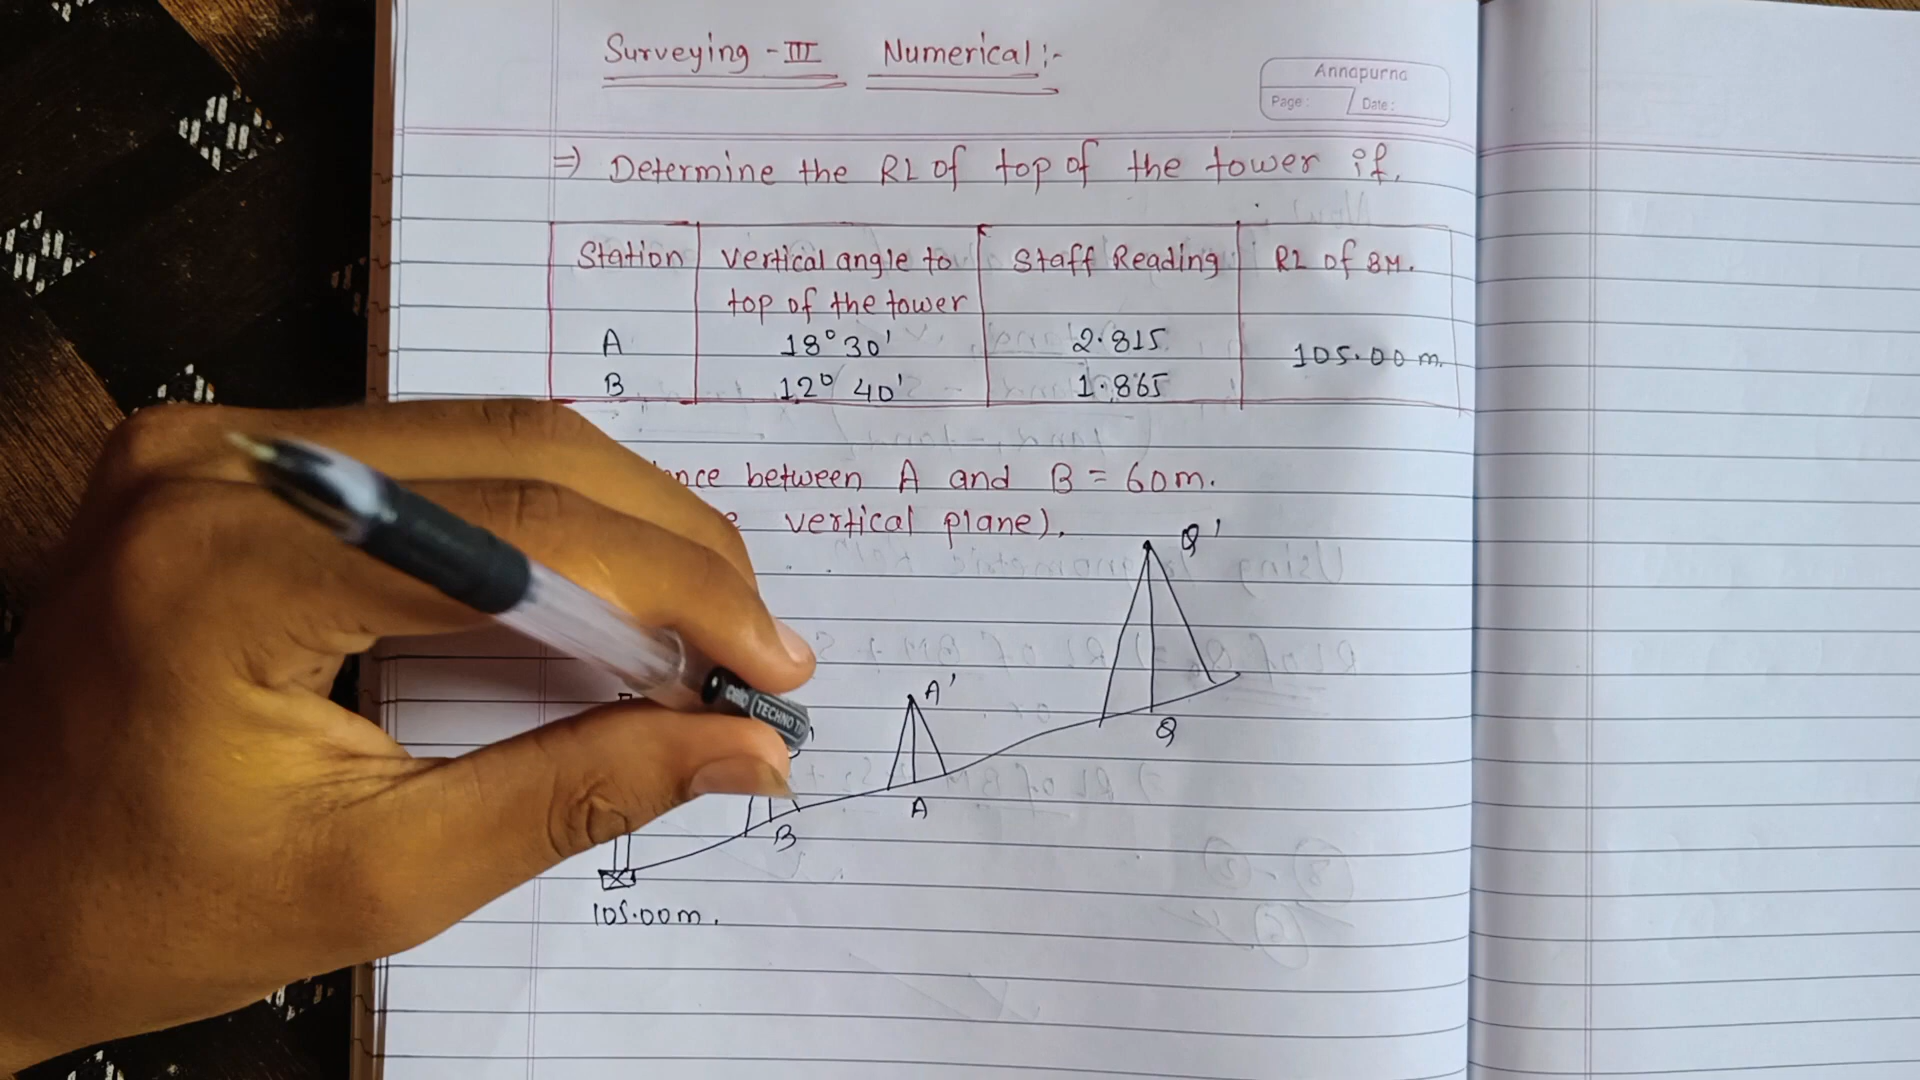 Surveying - III Numerical :-
Annapurna
Page : Date :
⇒ Determine the RL of top of the tower if,
Station Vertical angle to top of the tower Staff Reading RL of BM.
A 18° 30' 2.815 105.00 m.
B 12° 40' 1.865
between A and B = 60m.
vertical plane).
Q'
A'
Q
A
B
105.00m.
cello TECHNO